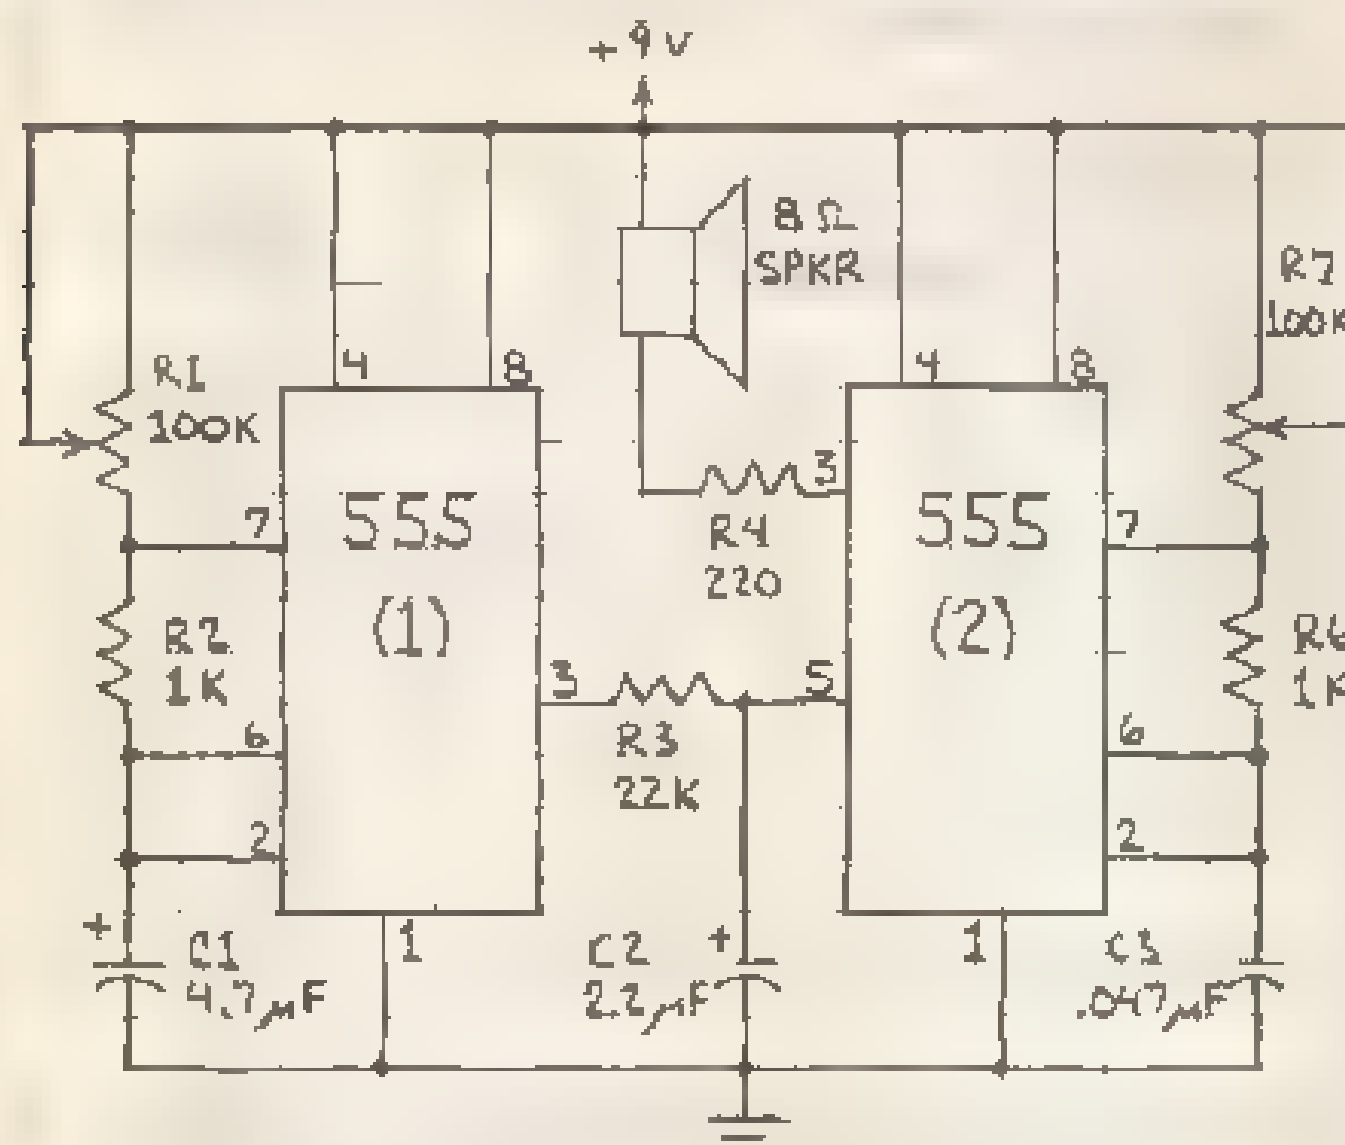 +9V
8 Ω
SPKR
R7
100K
4
8
4
8
R1
100K
3
7
555
(1)
R4
220
555
(2)
7
R2
1K
3
5
R6
1K
6
R3
22K
6
2
2
+
1
C1
4.7μF
C2
+
2.2μF
1
C3
.047μF